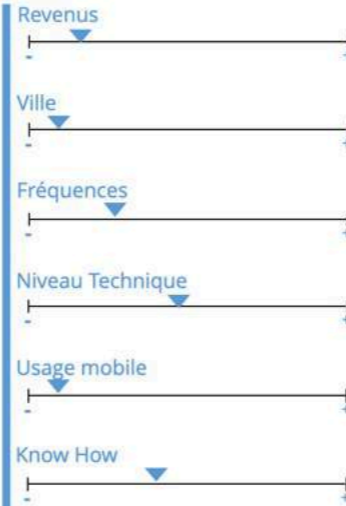 Revenus
- +
Ville
- +
Fréquences
- +
Niveau Technique
- +
Usage mobile
- +
Know How
- +